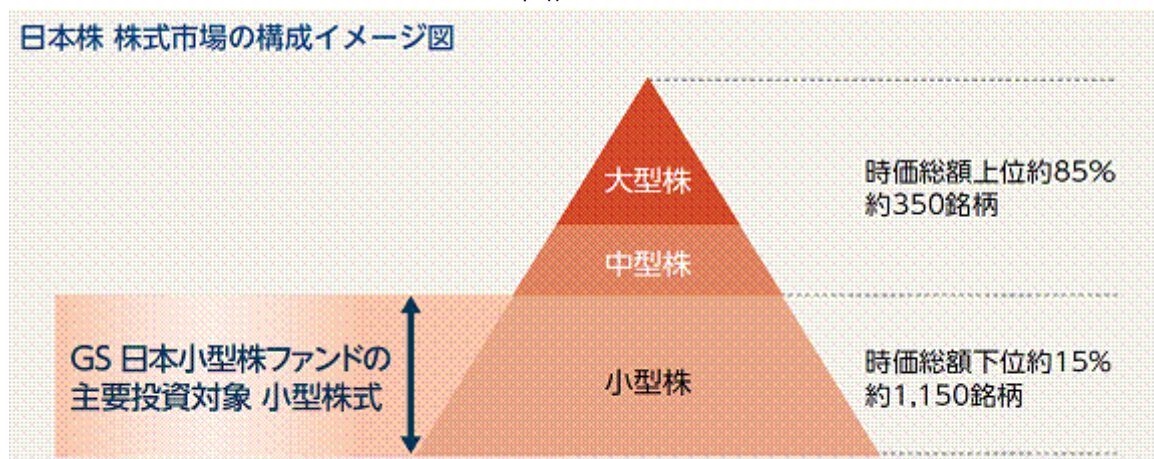 日本株 株式市場の構成イメージ図
大型株
時価総額上位約85%
約350銘柄
中型株
GS 日本小型株ファンドの
主要投資対象 小型株式
小型株
時価総額下位約15%
約1,150銘柄